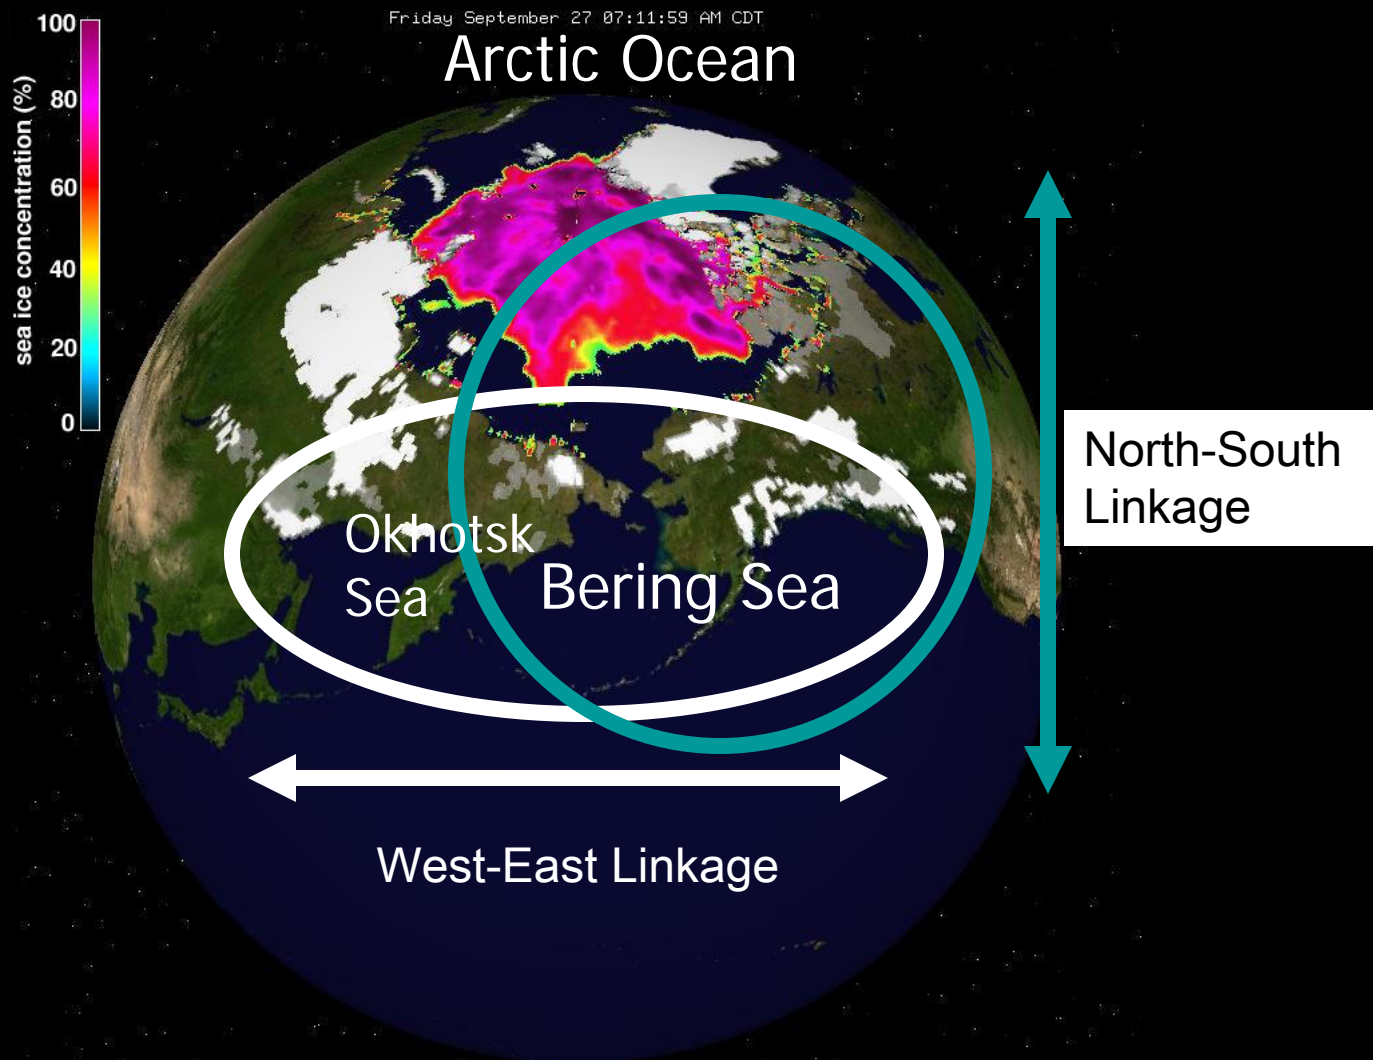 Friday September 27 07:11:59 AM CDT
Arctic Ocean
100
80
60
40
20
0
sea ice concentration (%)
North-South
Linkage
Okhotsk
Sea
Bering Sea
West-East Linkage